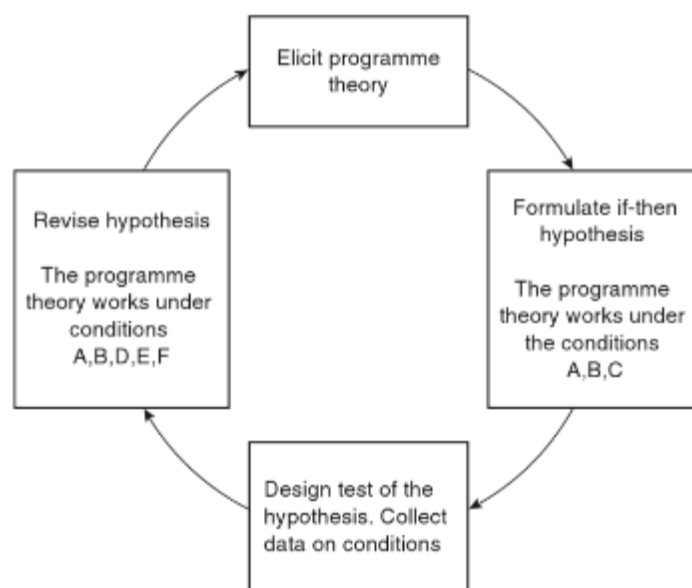 Elicit programme
theory
Formulate if-then
hypothesis
The programme
theory works under
the conditions
A,B,C
Design test of the
hypothesis. Collect
data on conditions
Revise hypothesis
The programme
theory works under
conditions
A,B,D,E,F